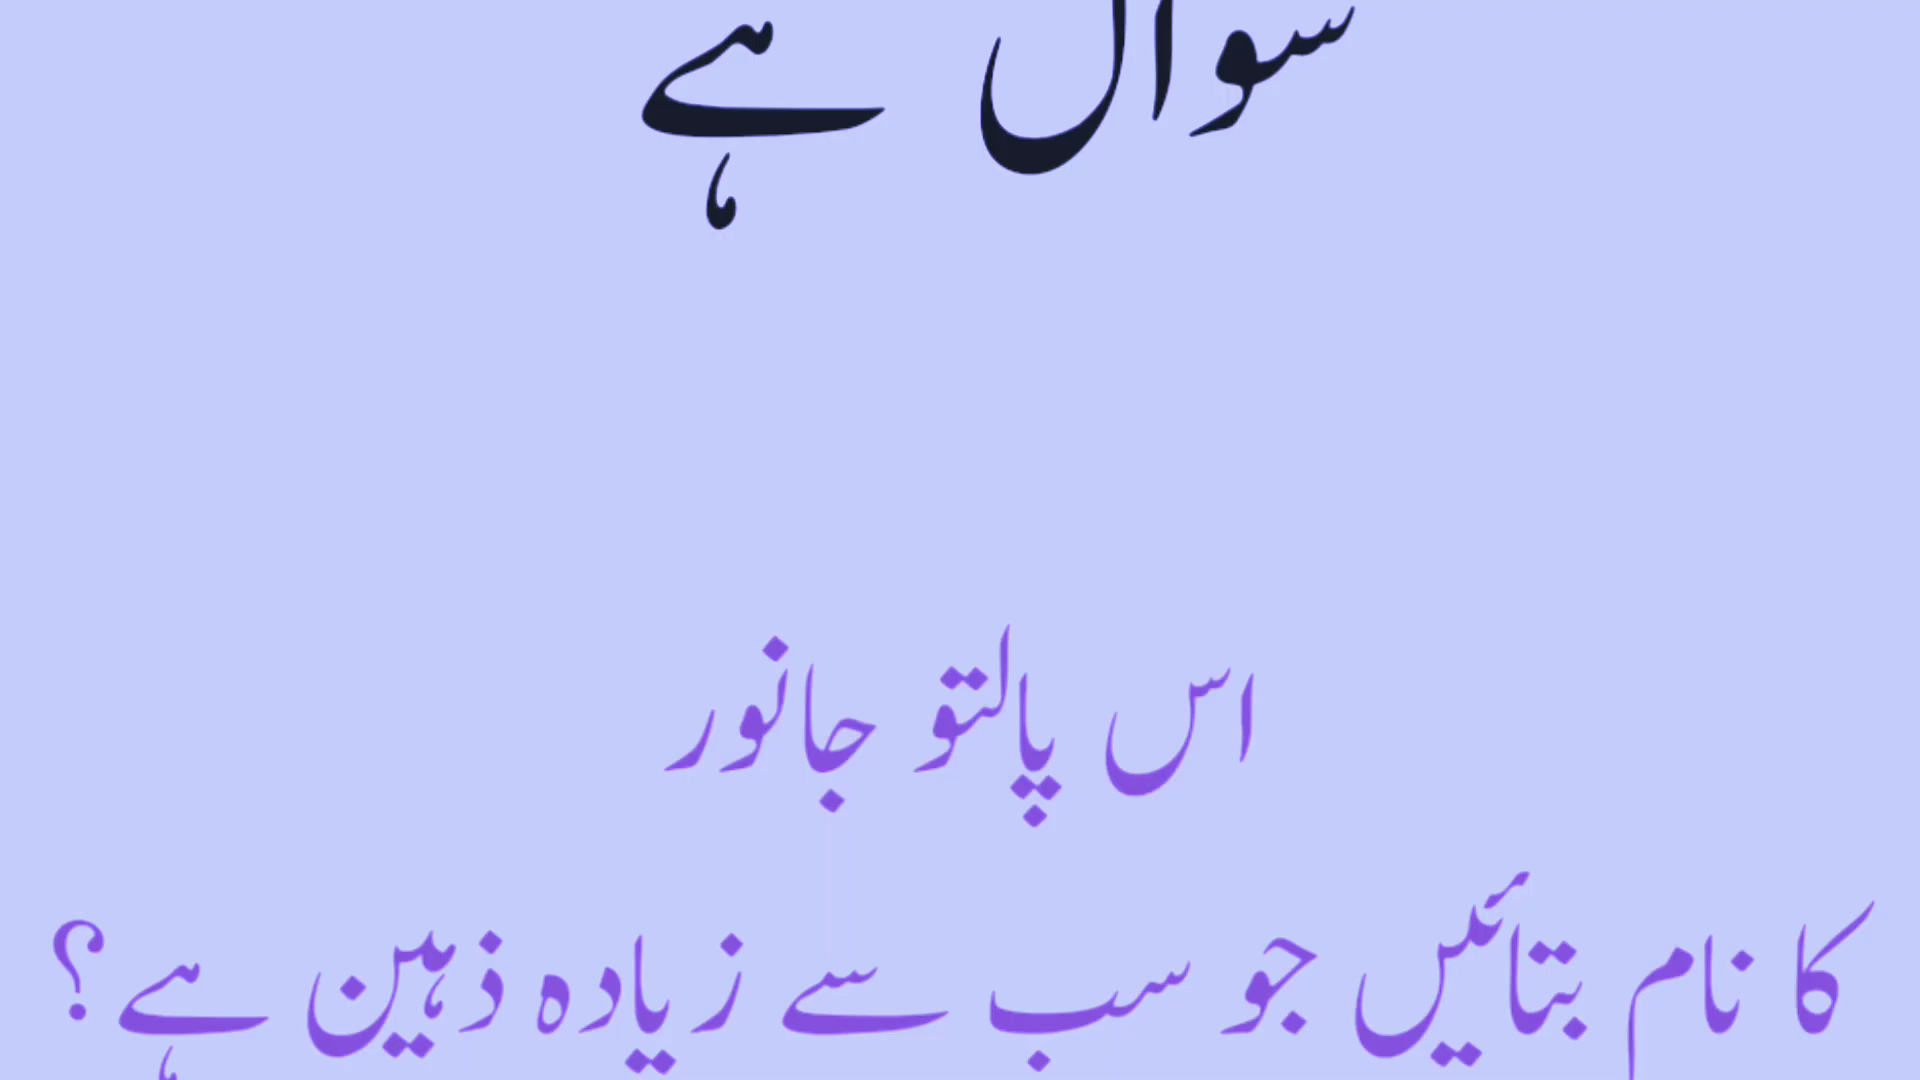 سوال ہے
اس پالتو جانور
کا نام بتائیں جو سب سے زیادہ ذہین ہے؟